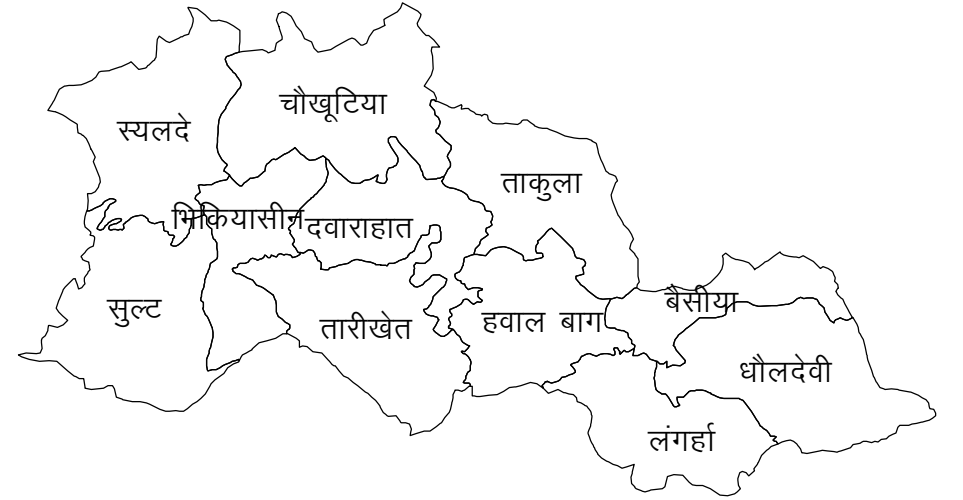 चौखूटिया
स्यलदे
ताकुला
भिकियासीन
दवाराहात
बैसीया
सुल्ट
हवाल बाग
तारीखेत
धौलदेवी
लंगर्हा